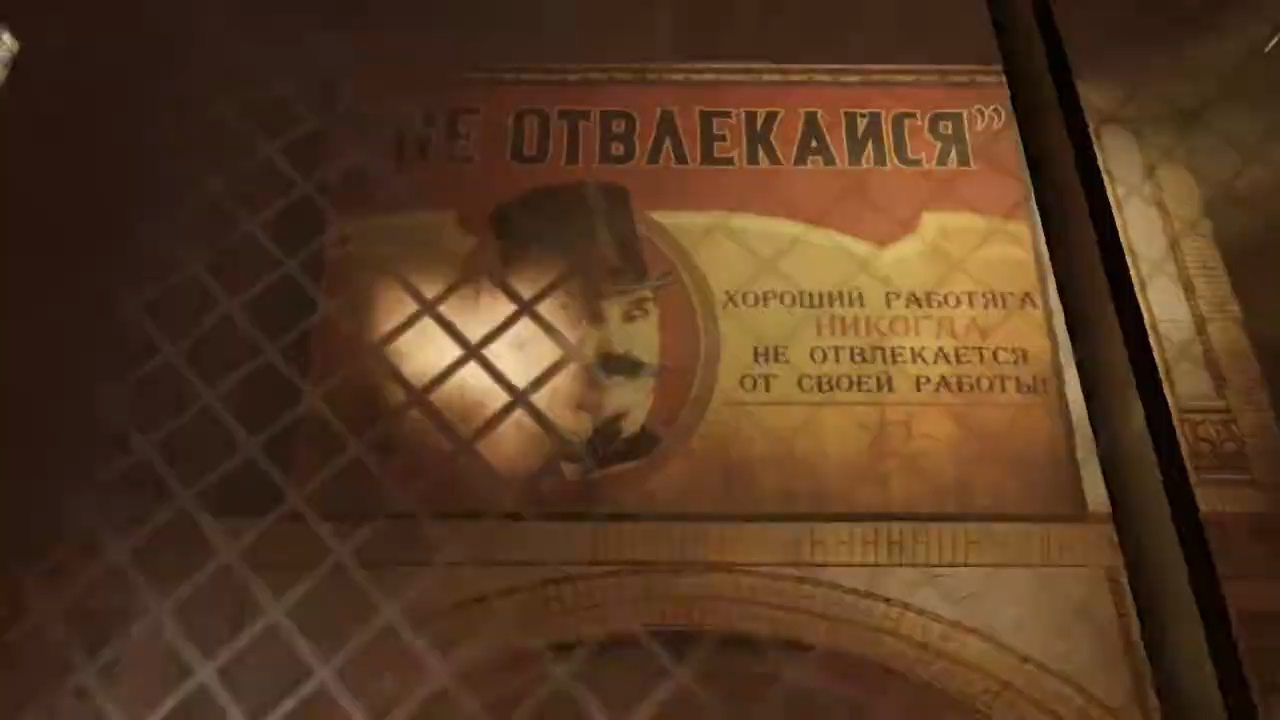 "НЕ ОТВЛЕКАЙСЯ"
ХОРОШИЙ РАБОТЯГА
НИКОГДА
НЕ ОТВЛЕКАЕТСЯ
ОТ СВОЕЙ РАБОТЫ!